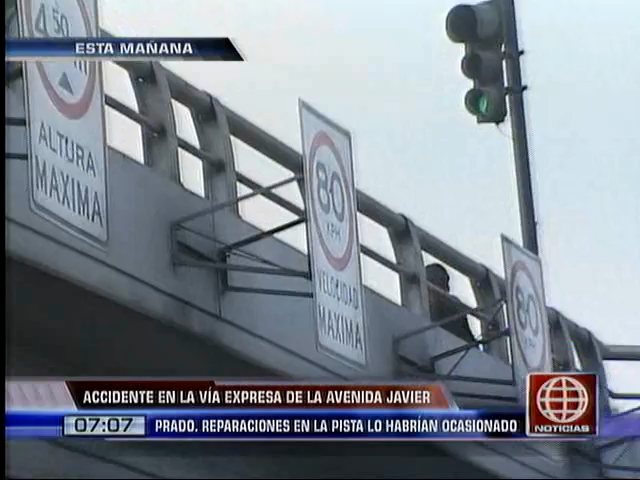 ESTA MAÑANA
4.50
m
ALTURA
MAXIMA
80
KPH
VELOCIDAD
MAXIMA
80
ACCIDENTE EN LA VÍA EXPRESA DE LA AVENIDA JAVIER
07:07
PRADO. REPARACIONES EN LA PISTA LO HABRÍAN OCASIONADO
NOTICIAS